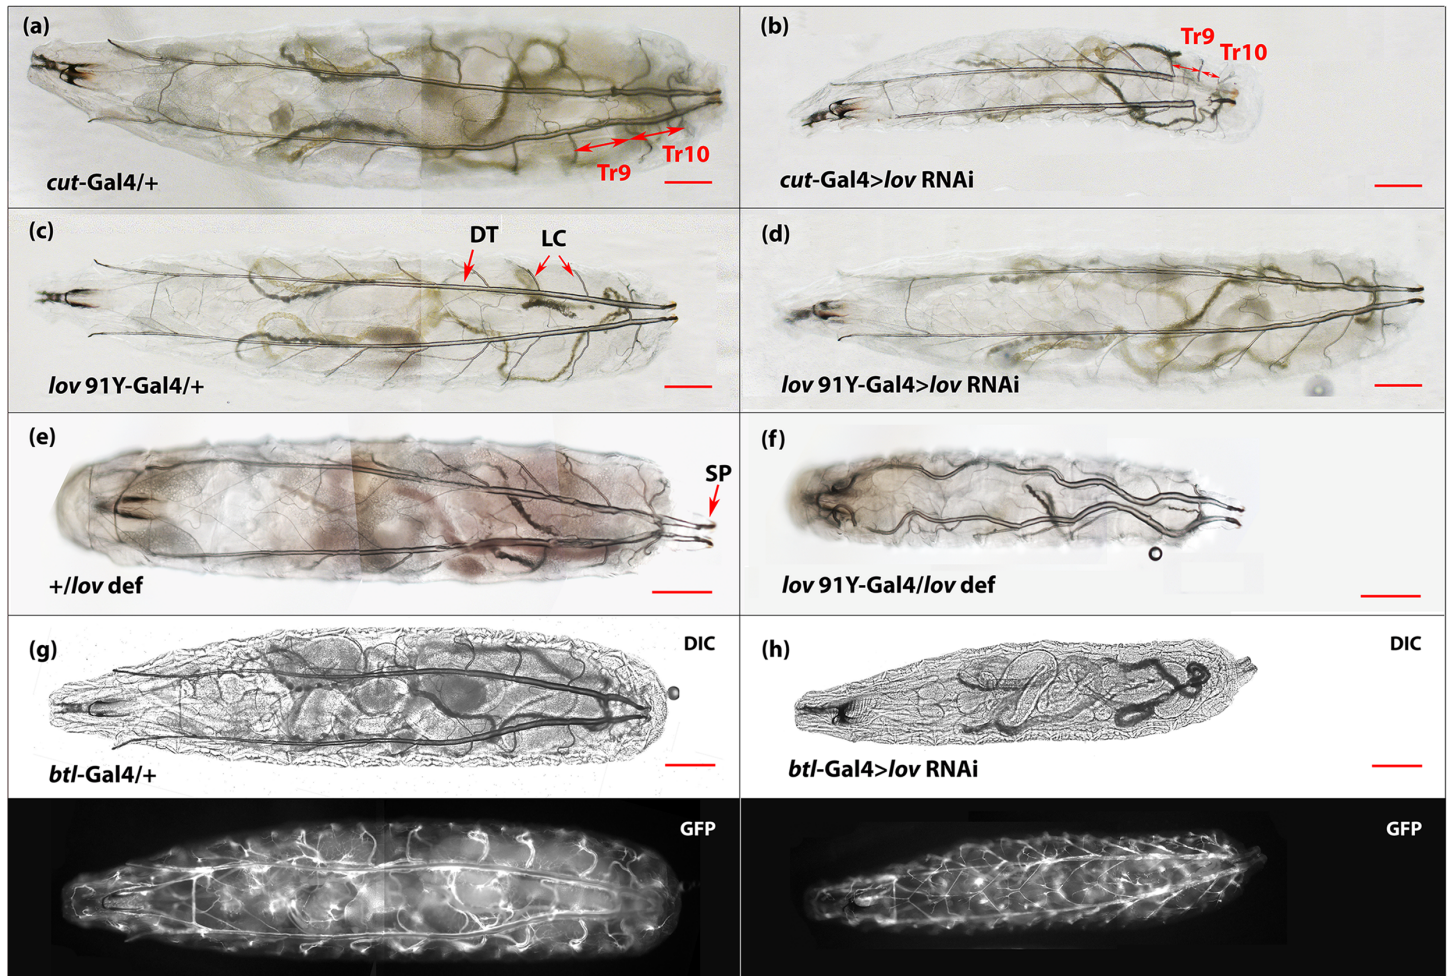 (a)
Tr9
Tr10
cut-Gal4/+
(b)
Tr9
Tr10
cut-Gal4>lov RNAi
(c)
DT
LC
lov 91Y-Gal4/+
(d)
lov 91Y-Gal4>lov RNAi
(e)
SP
+/lov def
(f)
lov 91Y-Gal4/lov def
(g)
DIC
btl-Gal4/+
(h)
DIC
btl-Gal4>lov RNAi
GFP
GFP